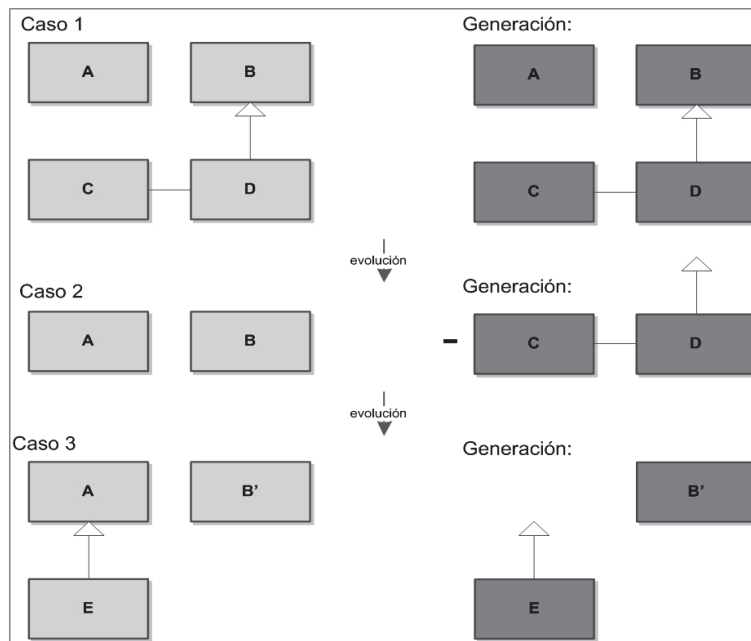 Caso 1
Generación:
A
B
A
B
C
D
C
D
evolución
Caso 2
Generación:
A
B
-
C
D
evolución
Caso 3
Generación:
A
B'
B'
E
E